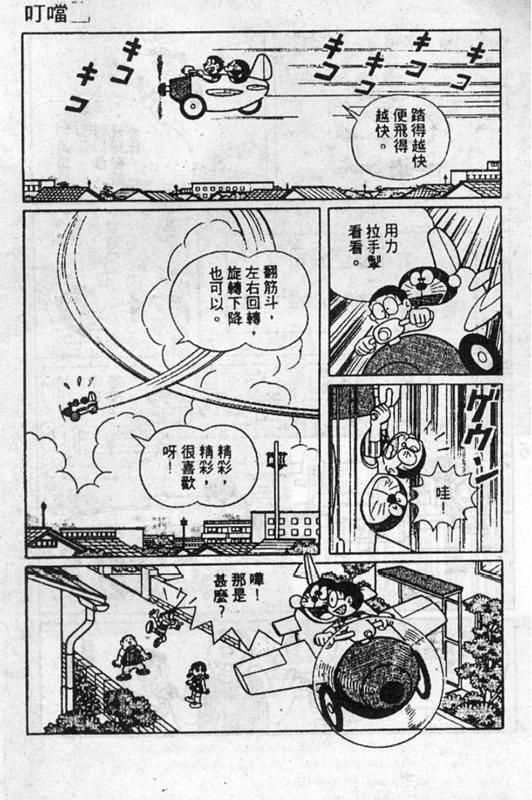 叮噹
キコ
キコ
キコ
キコ
キコ
キコ
踏得越快
便飛得
越快。
用力
拉手掣
看看。
翻筋斗，
左右回轉，
旋轉下降
也可以。
ゲウ、ン
哇！
精彩，
精彩，
很喜歡
呀！
嘩！
那是
甚麼？